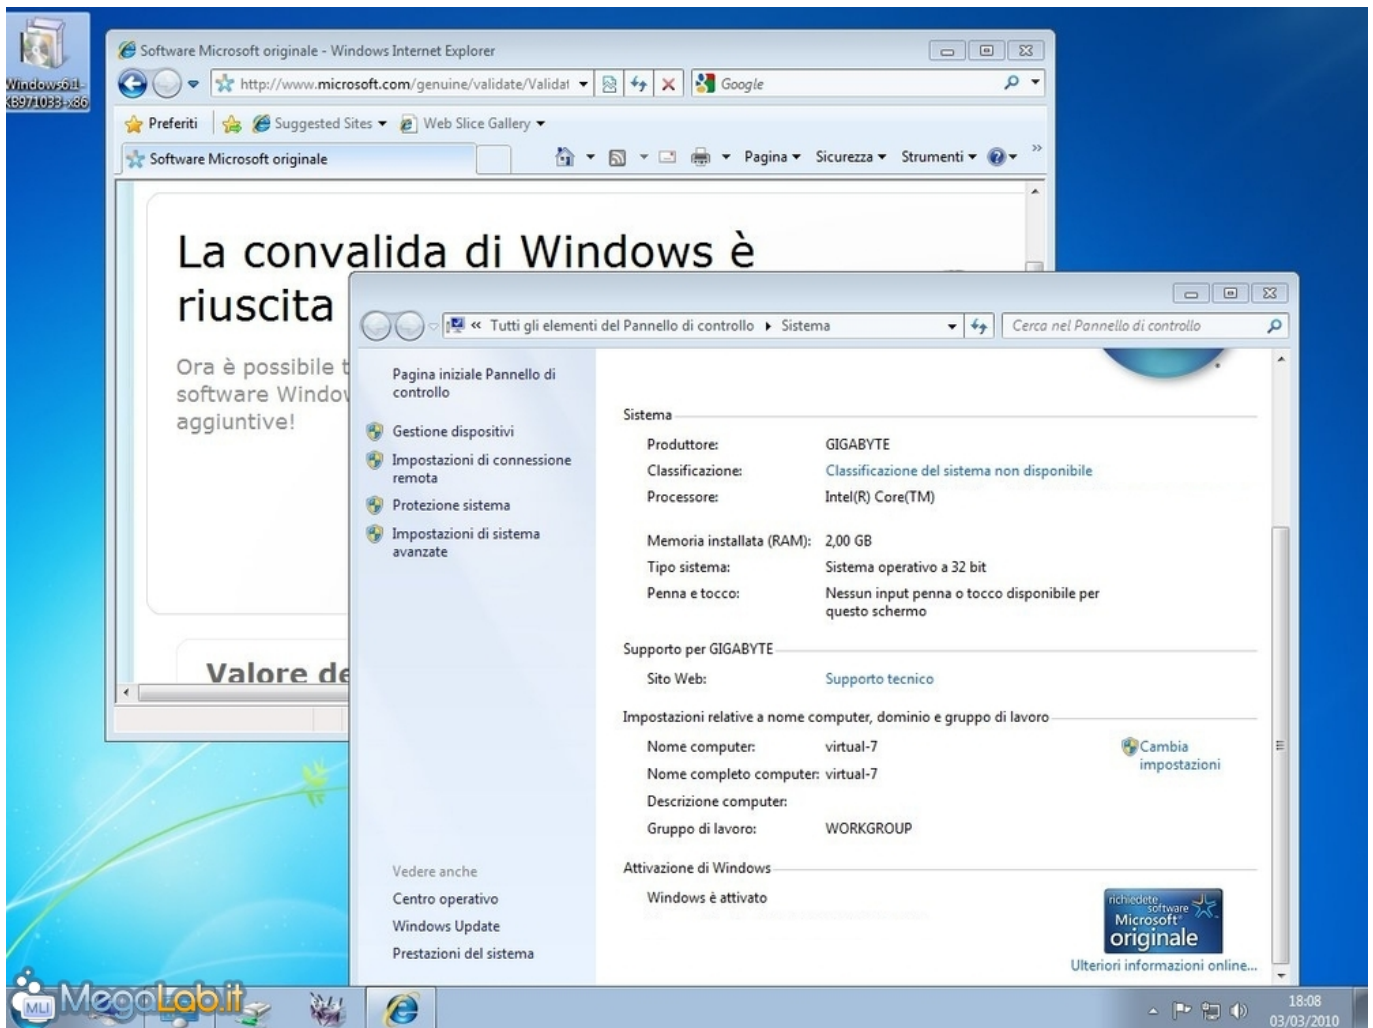 Windows6.1-
KB971033-x86
Software Microsoft originale - Windows Internet Explorer
http://www.microsoft.com/genuine/validate/Validat
Google
Preferiti
Suggested Sites
Web Slice Gallery
Software Microsoft originale
Pagina
Sicurezza
Strumenti
La convalida di Windows è
riuscita
Ora è possibile t
software Window
aggiuntive!
Valore de
« Tutti gli elementi del Pannello di controllo ▸ Sistema
Cerca nel Pannello di controllo
Pagina iniziale Pannello di
controllo
Gestione dispositivi
Impostazioni di connessione
remota
Protezione sistema
Impostazioni di sistema
avanzate
Vedere anche
Centro operativo
Windows Update
Prestazioni del sistema
Sistema
Produttore: GIGABYTE
Classificazione: Classificazione del sistema non disponibile
Processore: Intel(R) Core(TM)
Memoria installata (RAM): 2,00 GB
Tipo sistema: Sistema operativo a 32 bit
Penna e tocco: Nessun input penna o tocco disponibile per
questo schermo
Supporto per GIGABYTE
Sito Web: Supporto tecnico
Impostazioni relative a nome computer, dominio e gruppo di lavoro
Nome computer: virtual-7
Cambia
impostazioni
Nome completo computer: virtual-7
Descrizione computer:
Gruppo di lavoro: WORKGROUP
Attivazione di Windows
Windows è attivato
richiedete
software
Microsoft®
originale
Ulteriori informazioni online...
MLI MegaLab.it
18:08
03/03/2010